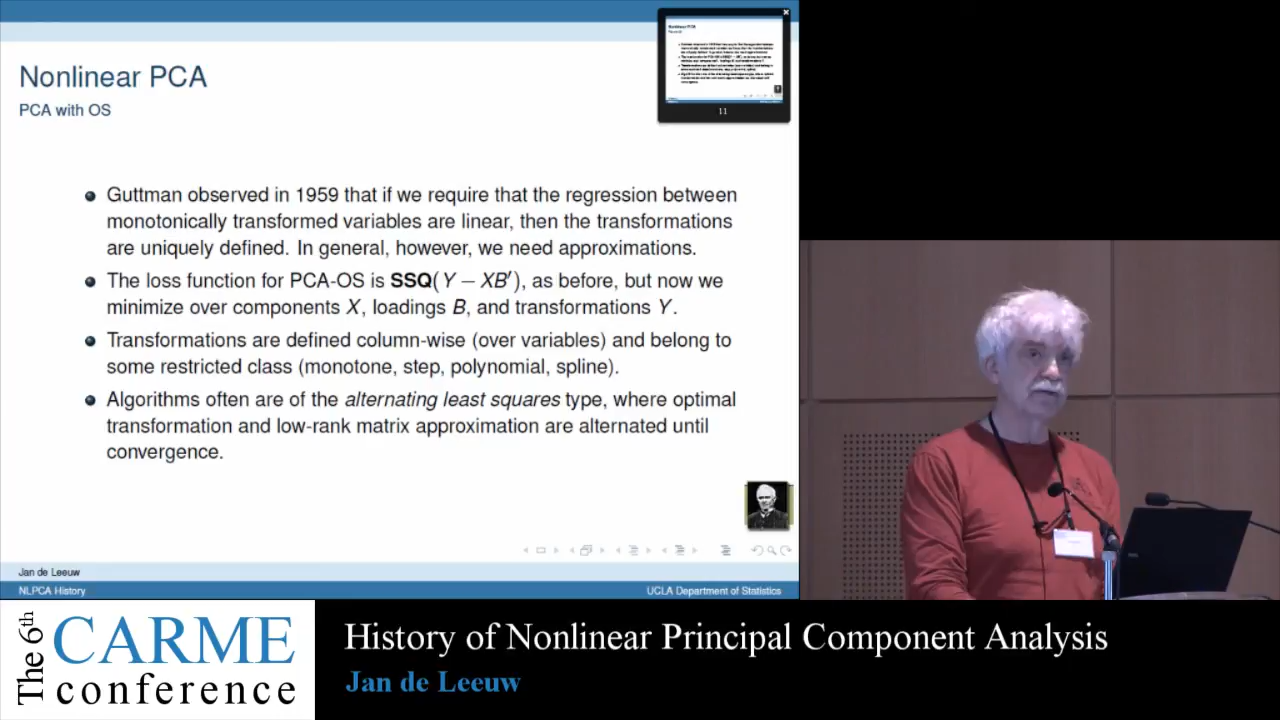 Nonlinear PCA
PCA with OS
11
Guttman observed in 1959 that if we require that the regression between
monotonically transformed variables are linear, then the transformations
are uniquely defined. In general, however, we need approximations.
The loss function for PCA-OS is SSQ(Y − XB′), as before, but now we
minimize over components X, loadings B, and transformations Y.
Transformations are defined column-wise (over variables) and belong to
some restricted class (monotone, step, polynomial, spline).
Algorithms often are of the alternating least squares type, where optimal
transformation and low-rank matrix approximation are alternated until
convergence.
Jan de Leeuw
NLPCA History
UCLA Department of Statistics
The 6th
CARME
conference
History of Nonlinear Principal Component Analysis
Jan de Leeuw